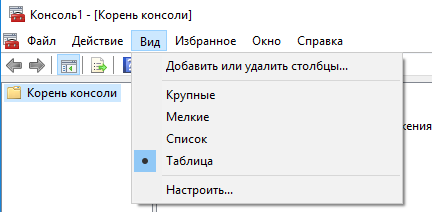 Консоль1 - [Корень консоли]
Файл Действие Вид Избранное Окно Справка
Добавить или удалить столбцы...
Корень консоли
Крупные
Мелкие
Список
Таблица
Настроить...